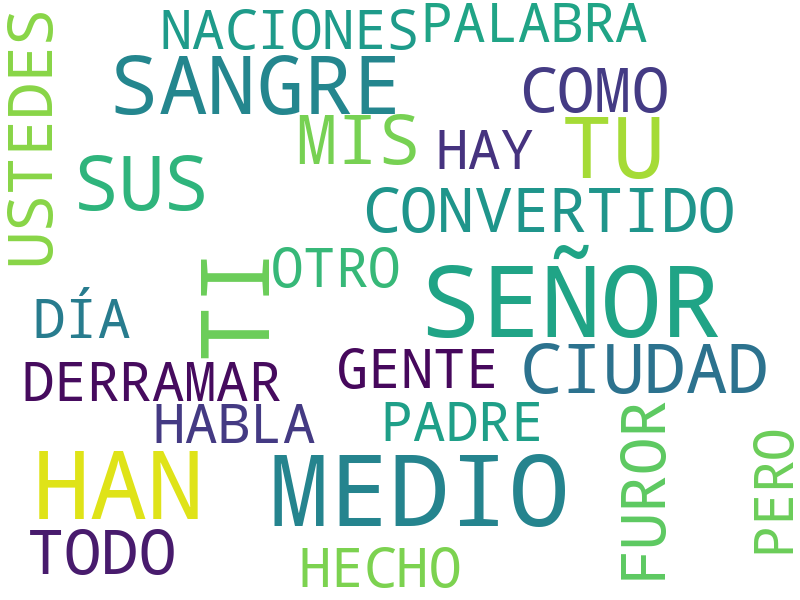 NACIONES
PALABRA
USTEDES
SANGRE
COMO
MIS
HAY
TU
SUS
CONVERTIDO
OTRO
TI
SEÑOR
DÍA
DERRAMAR
GENTE
CIUDAD
HABLA
PADRE
FUROR
PERO
HAN
MEDIO
TODO
HECHO